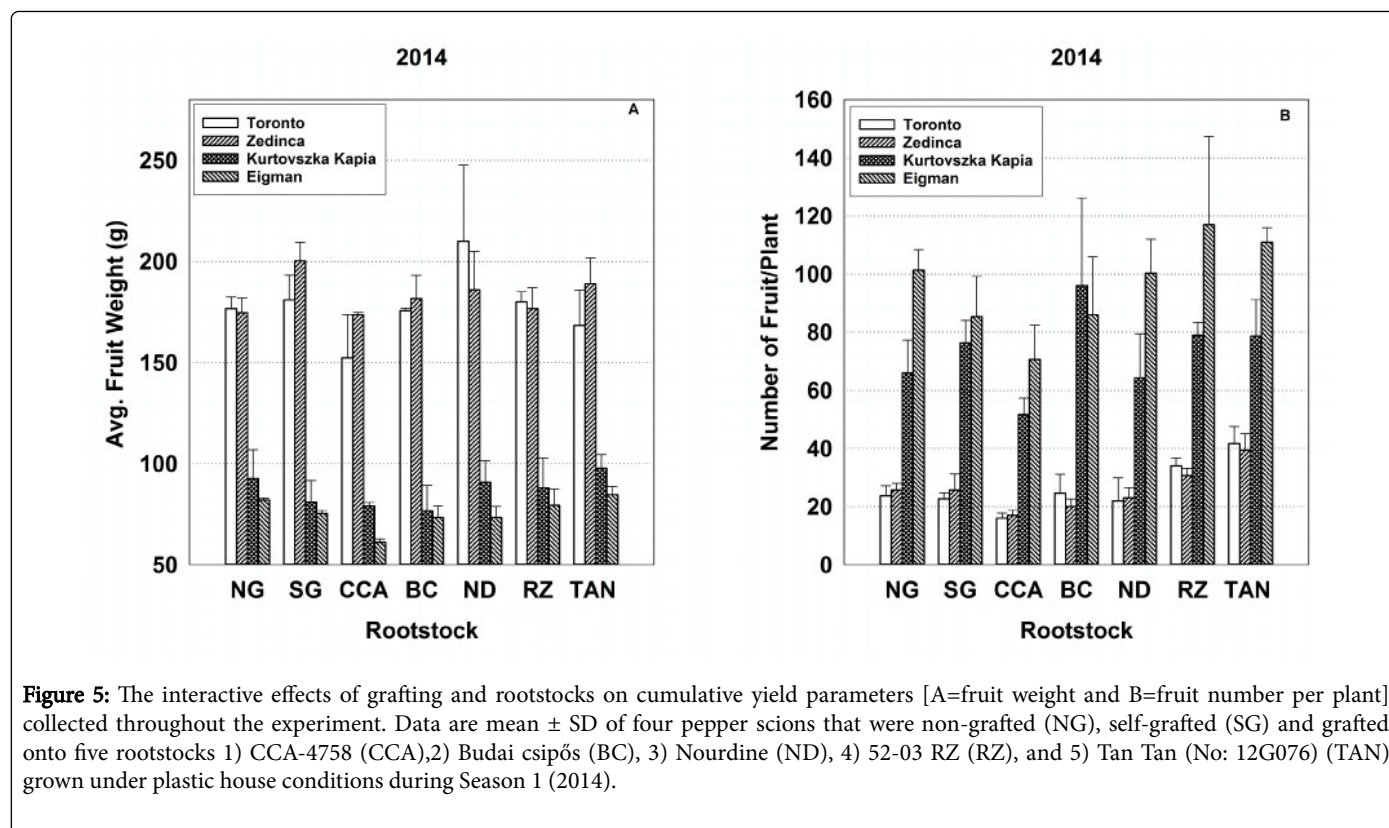 2014
A
Toronto
Zedinca
Kurtovszka Kapia
Eigman
250
200
150
100
50
Avg. Fruit Weight (g)
NG SG CCA BC ND RZ TAN
Rootstock
2014
B
Toronto
Zedinca
Kurtovszka Kapia
Eigman
160
140
120
100
80
60
40
20
0
Number of Fruit/Plant
NG SG CCA BC ND RZ TAN
Rootstock
Figure 5: The interactive effects of grafting and rootstocks on cumulative yield parameters [A=fruit weight and B=fruit number per plant]
collected throughout the experiment. Data are mean ± SD of four pepper scions that were non-grafted (NG), self-grafted (SG) and grafted
onto five rootstocks 1) CCA-4758 (CCA),2) Budai csipős (BC), 3) Nourdine (ND), 4) 52-03 RZ (RZ), and 5) Tan Tan (No: 12G076) (TAN)
grown under plastic house conditions during Season 1 (2014).